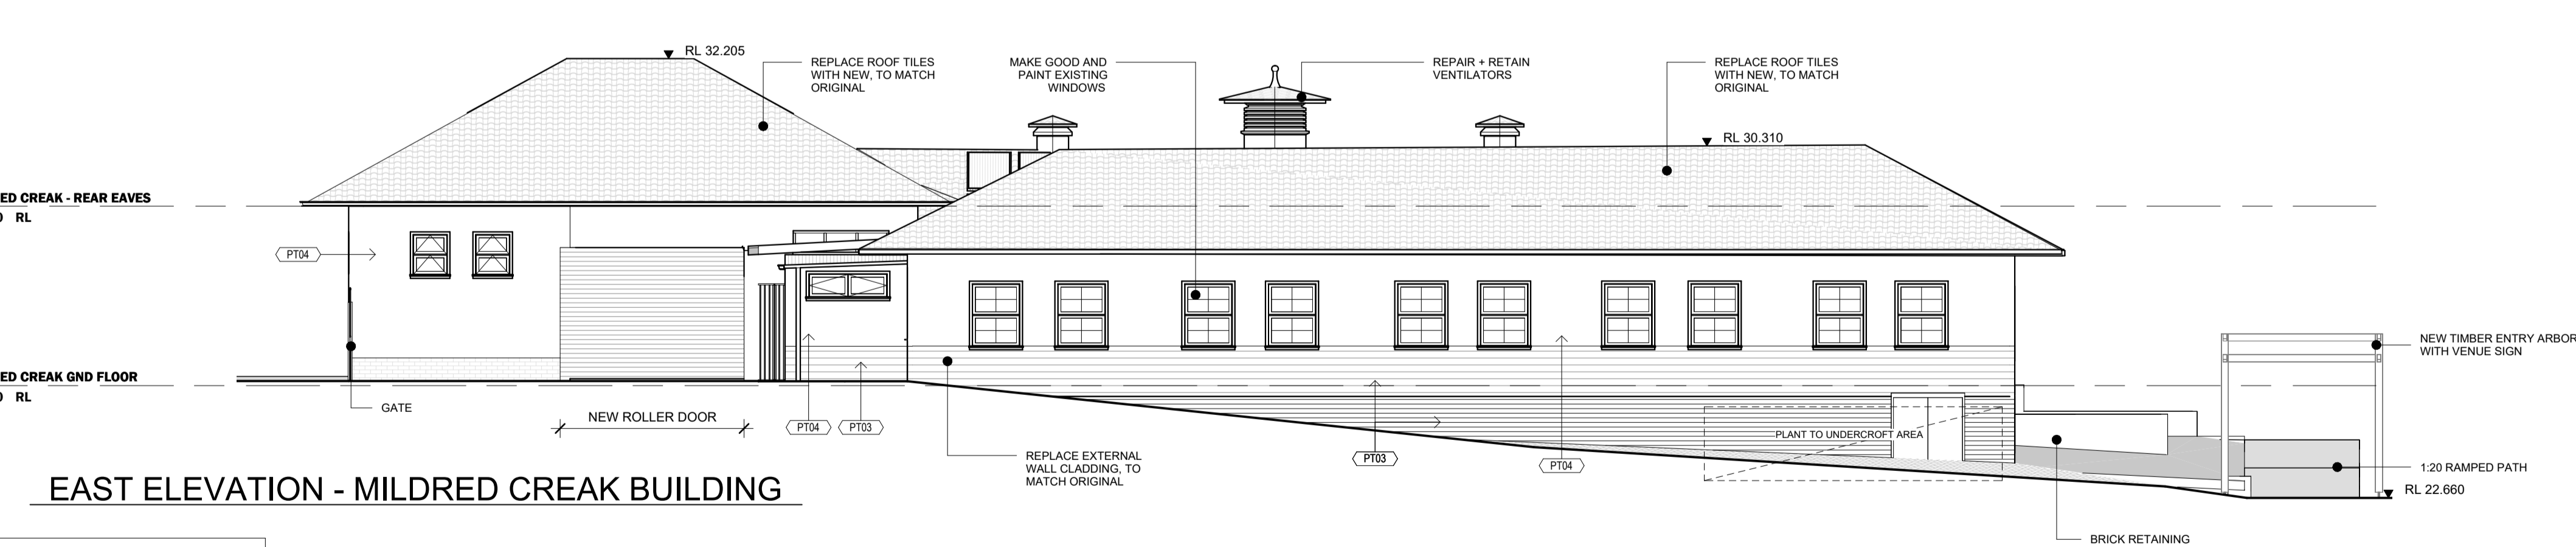 RL 32.205
REPLACE ROOF TILES
WITH NEW, TO MATCH
ORIGINAL
MAKE GOOD AND
PAINT EXISTING
WINDOWS
REPAIR + RETAIN
VENTILATORS
REPLACE ROOF TILES
WITH NEW, TO MATCH
ORIGINAL
RL 30.310
ED CREAK - REAR EAVES
0 RL
PT04
ED CREAK GND FLOOR
0 RL
GATE
NEW ROLLER DOOR
PT04
PT03
REPLACE EXTERNAL
WALL CLADDING, TO
MATCH ORIGINAL
PT03
PT04
PLANT TO UNDERCROFT AREA
NEW TIMBER ENTRY ARBOR
WITH VENUE SIGN
1:20 RAMPED PATH
RL 22.660
BRICK RETAINING
EAST ELEVATION - MILDRED CREAK BUILDING